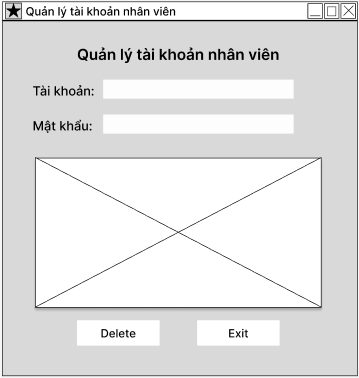 Quản lý tài khoản nhân viên
Quản lý tài khoản nhân viên
Tài khoản:
Mật khẩu:
Delete
Exit